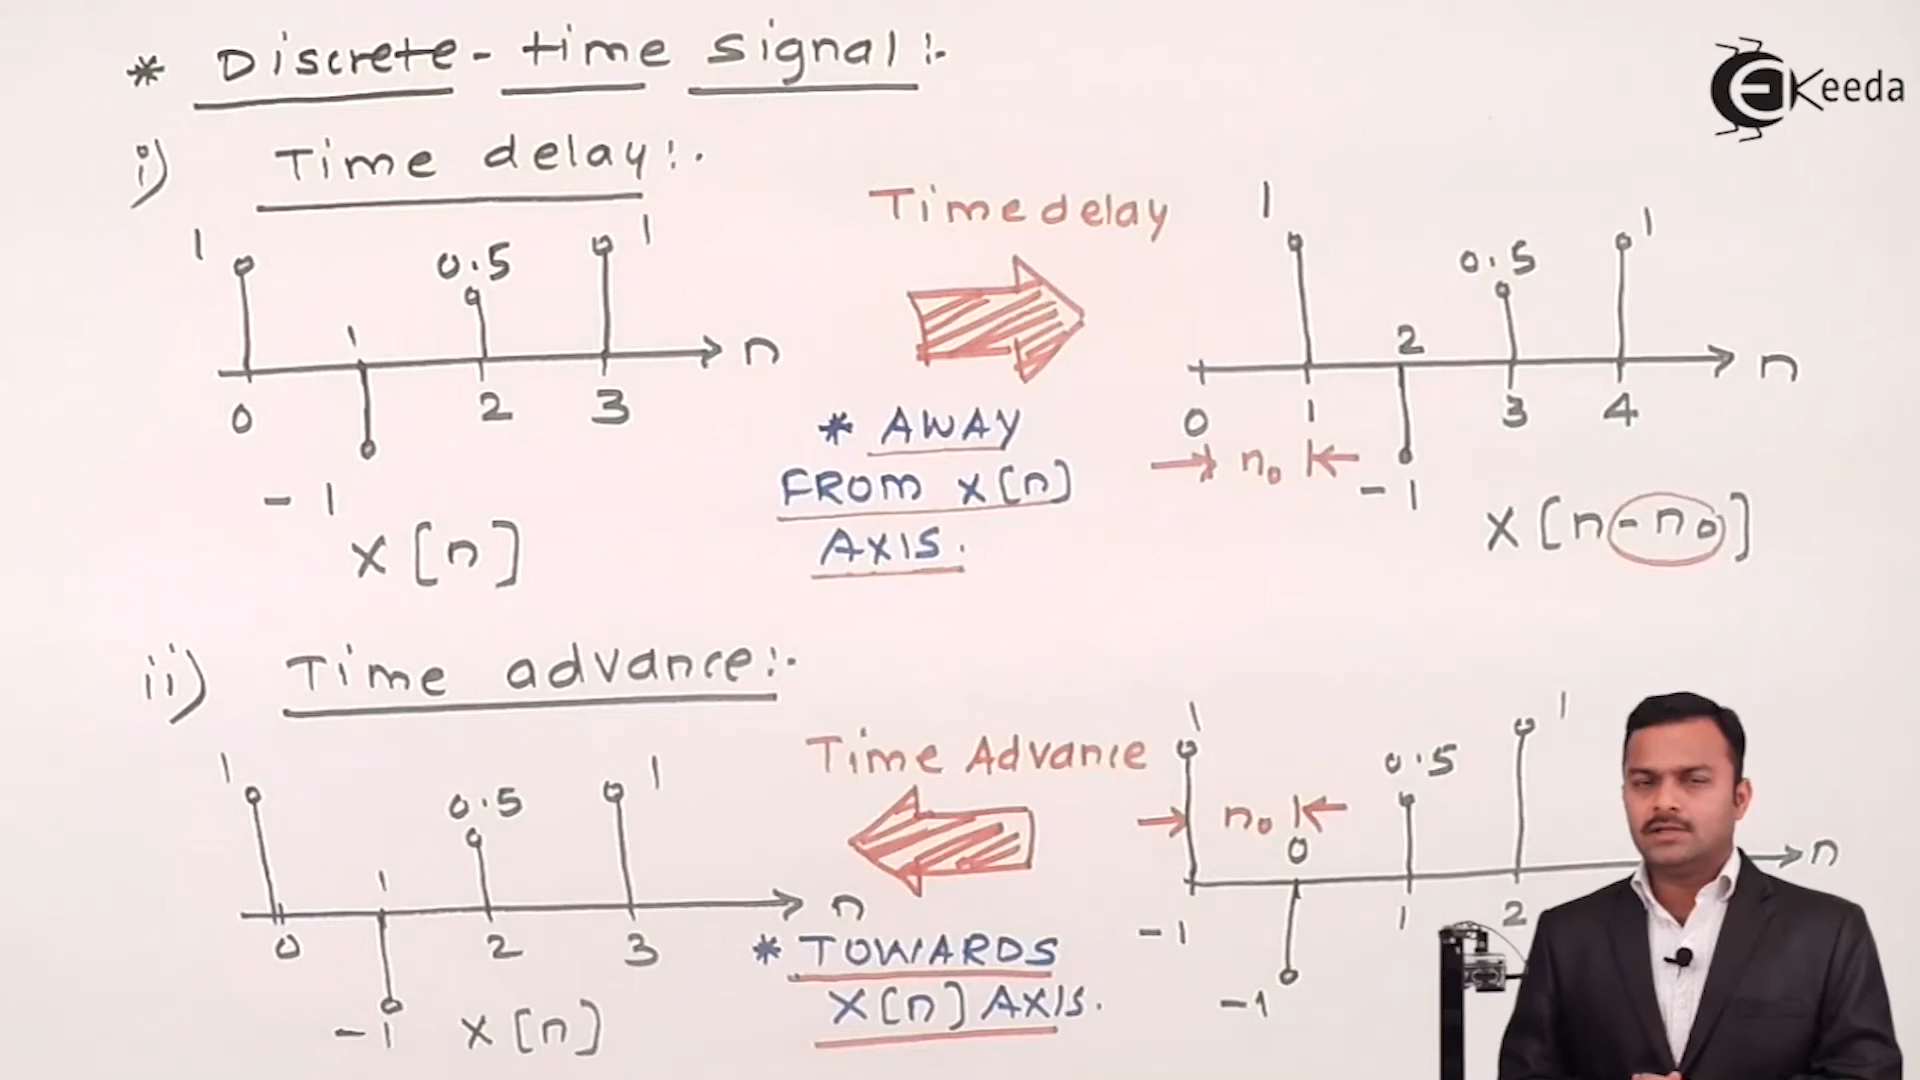 * Discrete-time signal:-
EKeeda
i) Time delay:-
Time delay
1
0.5
1
1
n
0
2
3
-1
x[n]
* AWAY
FROM x[n]
AXIS.
1
0.5
1
2
n
0
1
3
4
n0
-1
x[n-n0]
ii) Time advance:-
Time Advance
1
0.5
1
1
n
0
2
3
-1
x[n]
* TOWARDS
x[n] AXIS.
1
0.5
1
n0
0
n
-1
1
2
-1